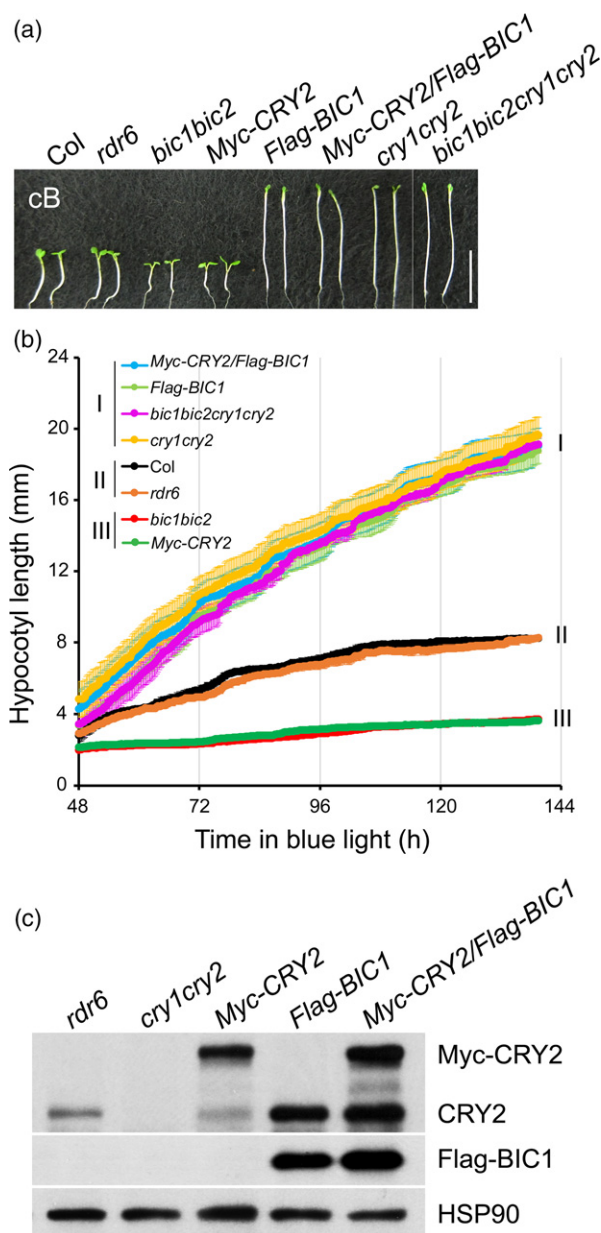 (a)
Col
rdr6
bic1bic2
Myc-CRY2
Flag-BIC1
Myc-CRY2/Flag-BIC1
cry1cry2
bic1bic2cry1cry2
cB
(b)
24
20
16
12
8
4
0
Hypocotyl length (mm)
I
Myc-CRY2/Flag-BIC1
Flag-BIC1
bic1bic2cry1cry2
cry1cry2
II
Col
rdr6
III
bic1bic2
Myc-CRY2
I
II
III
48 72 96 120 144
Time in blue light (h)
(c)
rdr6
cry1cry2
Myc-CRY2
Flag-BIC1
Myc-CRY2/Flag-BIC1
Myc-CRY2
CRY2
Flag-BIC1
HSP90